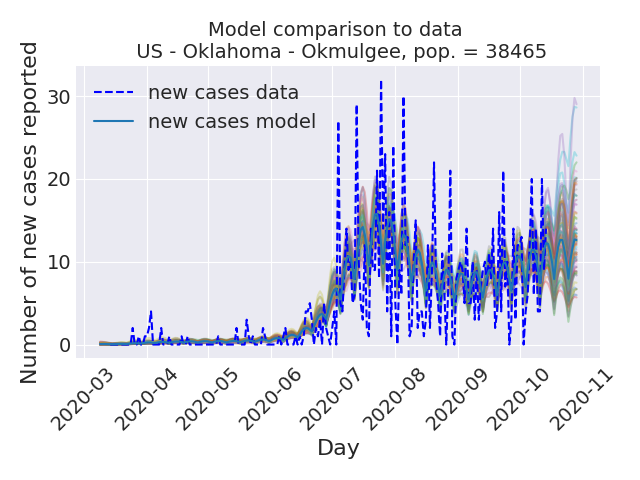 Model comparison to data
US - Oklahoma - Okmulgee, pop. = 38465
new cases data
new cases model
Number of new cases reported
30
20
10
0
2020-03
2020-04
2020-05
2020-06
2020-07
2020-08
2020-09
2020-10
2020-11
Day